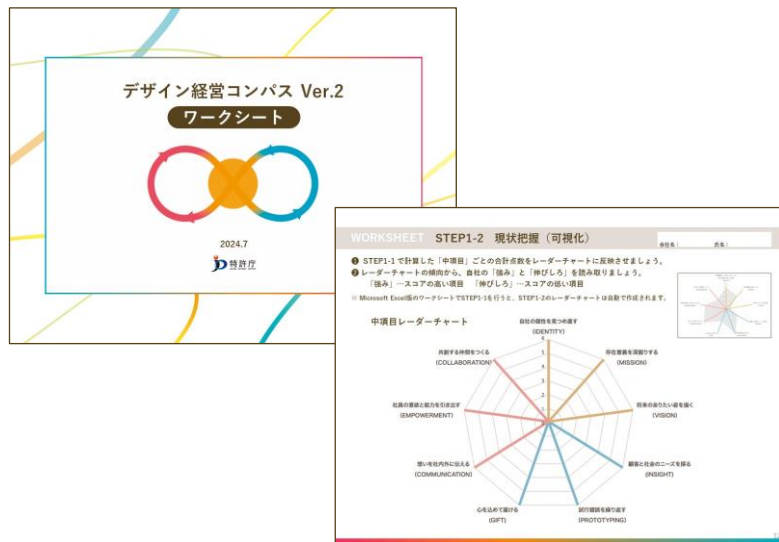 デザイン経営コンパス Ver.2
ワークシート
2024.7
特許庁
WORKSHEET STEP1-2 現状把握（可視化）
会社名： 氏名：
❶ STEP1-1で計算した「中項目」ごとの合計点数をレーダーチャートに反映させましょう。
❷ レーダーチャートの傾向から、自社の「強み」と「伸びしろ」を読み取りましょう。
「強み」…スコアの高い項目 「伸びしろ」…スコアの低い項目
※ Microsoft Excel版のワークシートでSTEP1-1を行うと、STEP1-2のレーダーチャートは自動で作成されます。
中項目レーダーチャート
自社の個性を見つめ直す
(IDENTITY)
6
5
4
3
2
1
共創する仲間をつくる
(COLLABORATION)
存在意義を深掘りする
(MISSION)
社員の意欲と能力を引き出す
(EMPOWERMENT)
将来のありたい姿を描く
(VISION)
想いを社内外に伝える
(COMMUNICATION)
顧客と社会のニーズを探る
(INSIGHT)
心を込めて届ける
(GIFT)
試行錯誤を繰り返す
(PROTOTYPING)